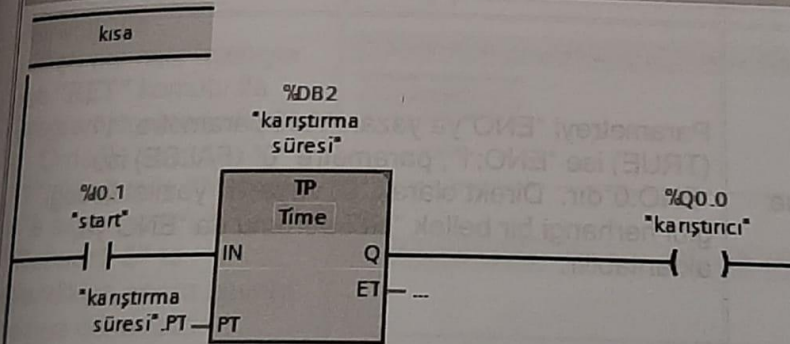 kısa
%DB2
"karıştırma
süresi"
%I0.1
"start"
TP
Time
%Q0.0
"karıştırıcı"
IN
Q
ET
...
"karıştırma
süresi".PT
PT